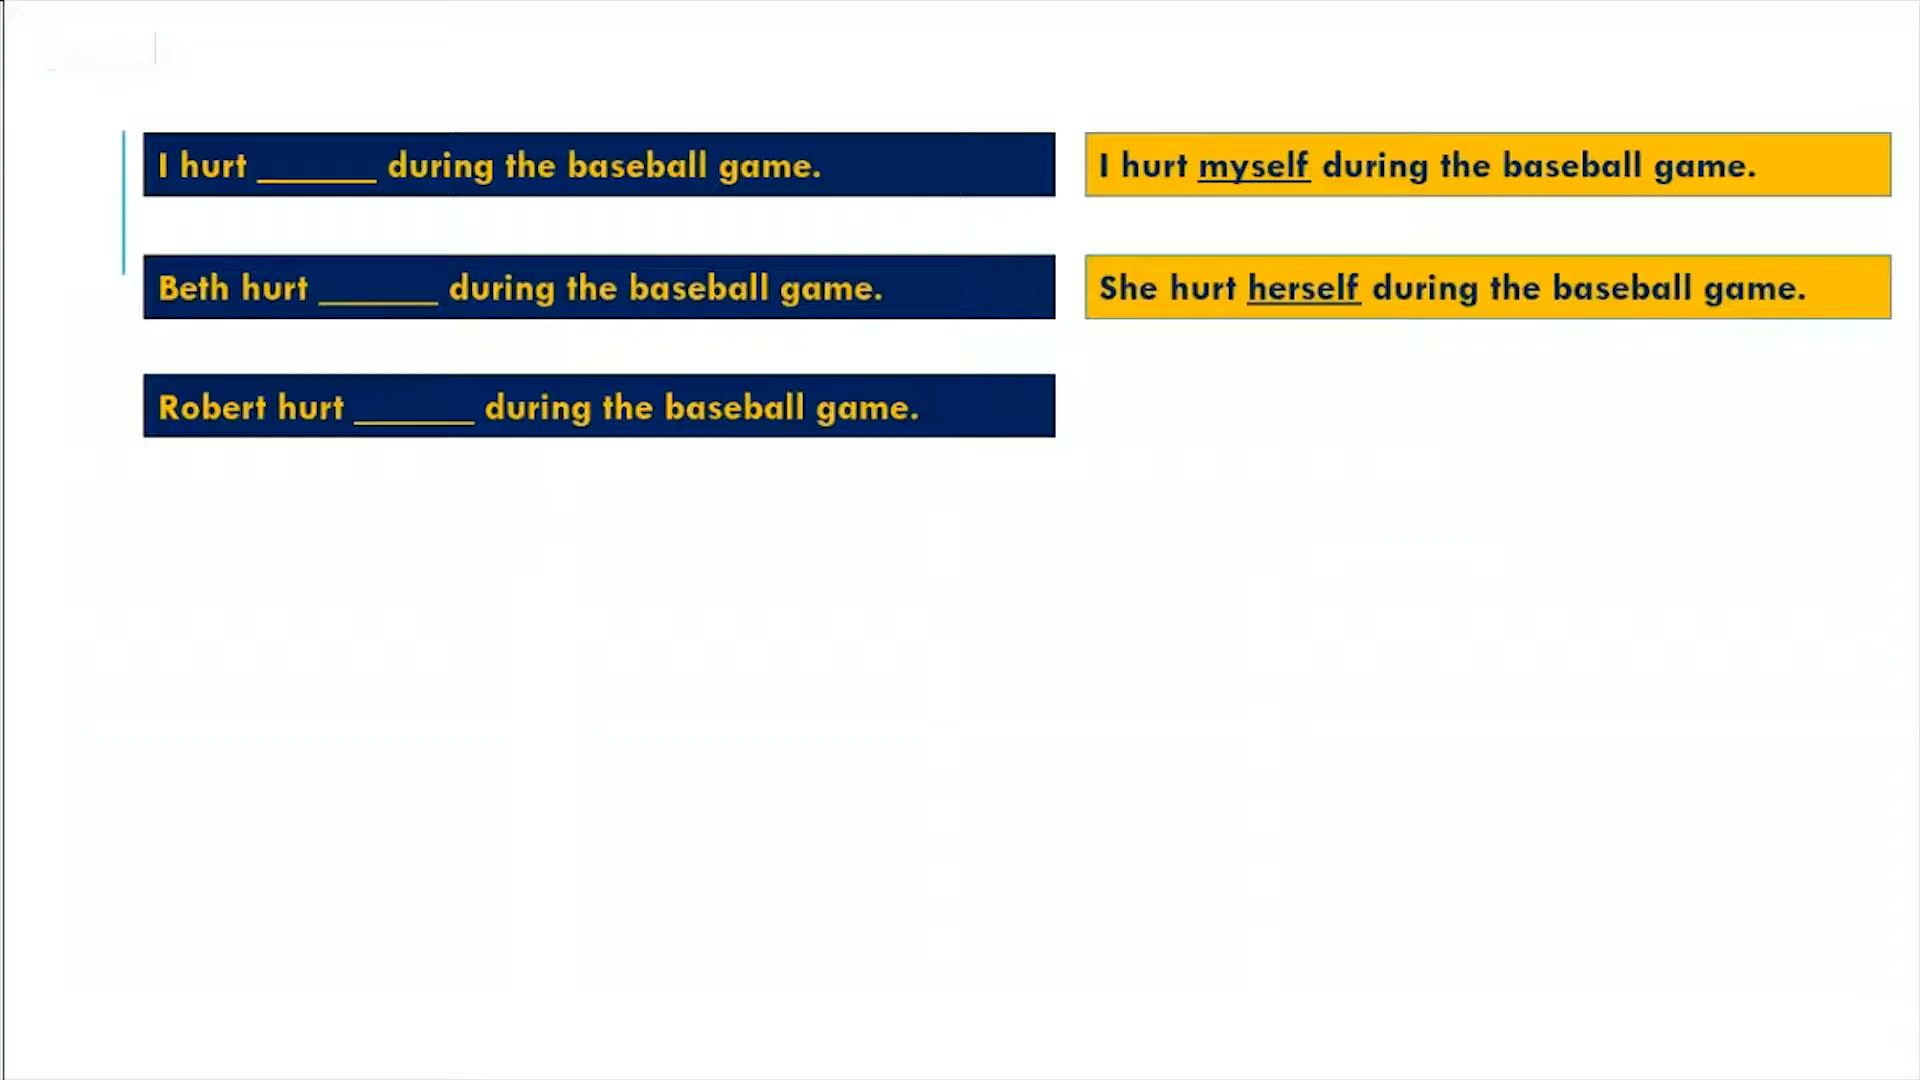 I hurt ______ during the baseball game.
I hurt myself during the baseball game.
Beth hurt ______ during the baseball game.
She hurt herself during the baseball game.
Robert hurt ______ during the baseball game.